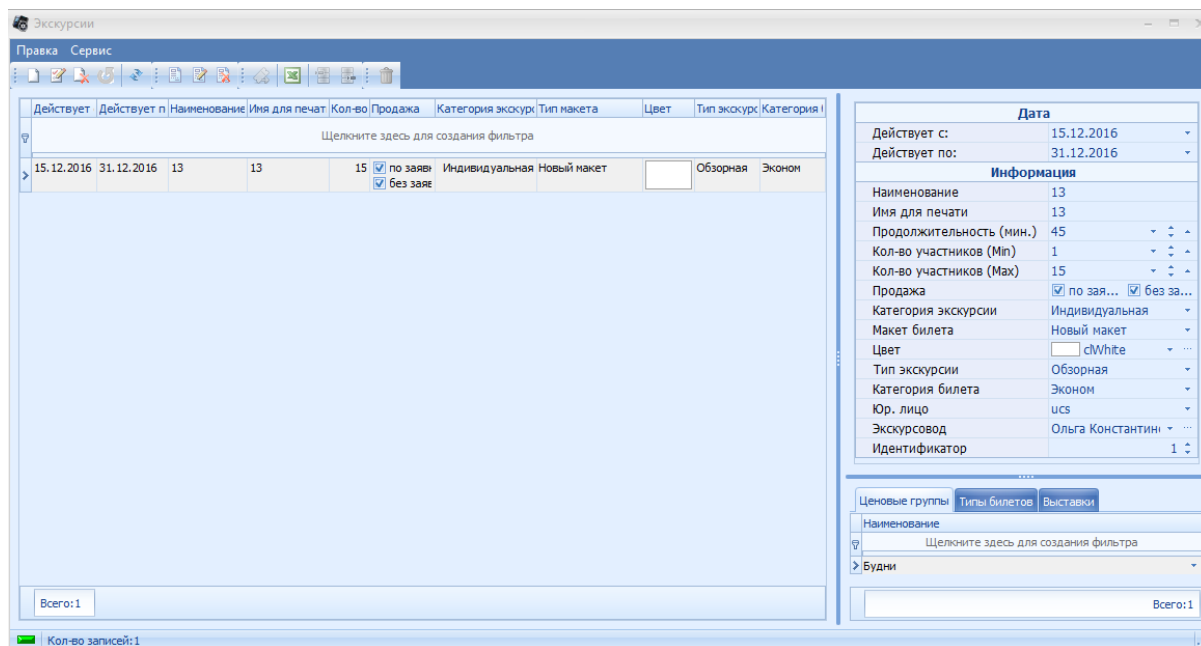 Экскурсии
Правка Сервис
Действует Действует п Наименование Имя для печат Кол-во Продажа Категория экскурс Тип макета Цвет Тип экскурс Категория
Щелкните здесь для создания фильтра
15.12.2016 31.12.2016 13 13 15 по заявк Индивидуальная Новый макет Обзорная Эконом
без заяв
Всего:1
Кол-во записей:1
Дата
Действует с: 15.12.2016
Действует по: 31.12.2016
Информация
Наименование 13
Имя для печати 13
Продолжительность (мин.) 45
Кол-во участников (Min) 1
Кол-во участников (Max) 15
Продажа по зая... без за...
Категория экскурсии Индивидуальная
Макет билета Новый макет
Цвет clWhite
Тип экскурсии Обзорная
Категория билета Эконом
Юр. лицо ucs
Экскурсовод Ольга Константин
Идентификатор 1
Ценовые группы Типы билетов Выставки
Наименование
Щелкните здесь для создания фильтра
Будни
Всего:1